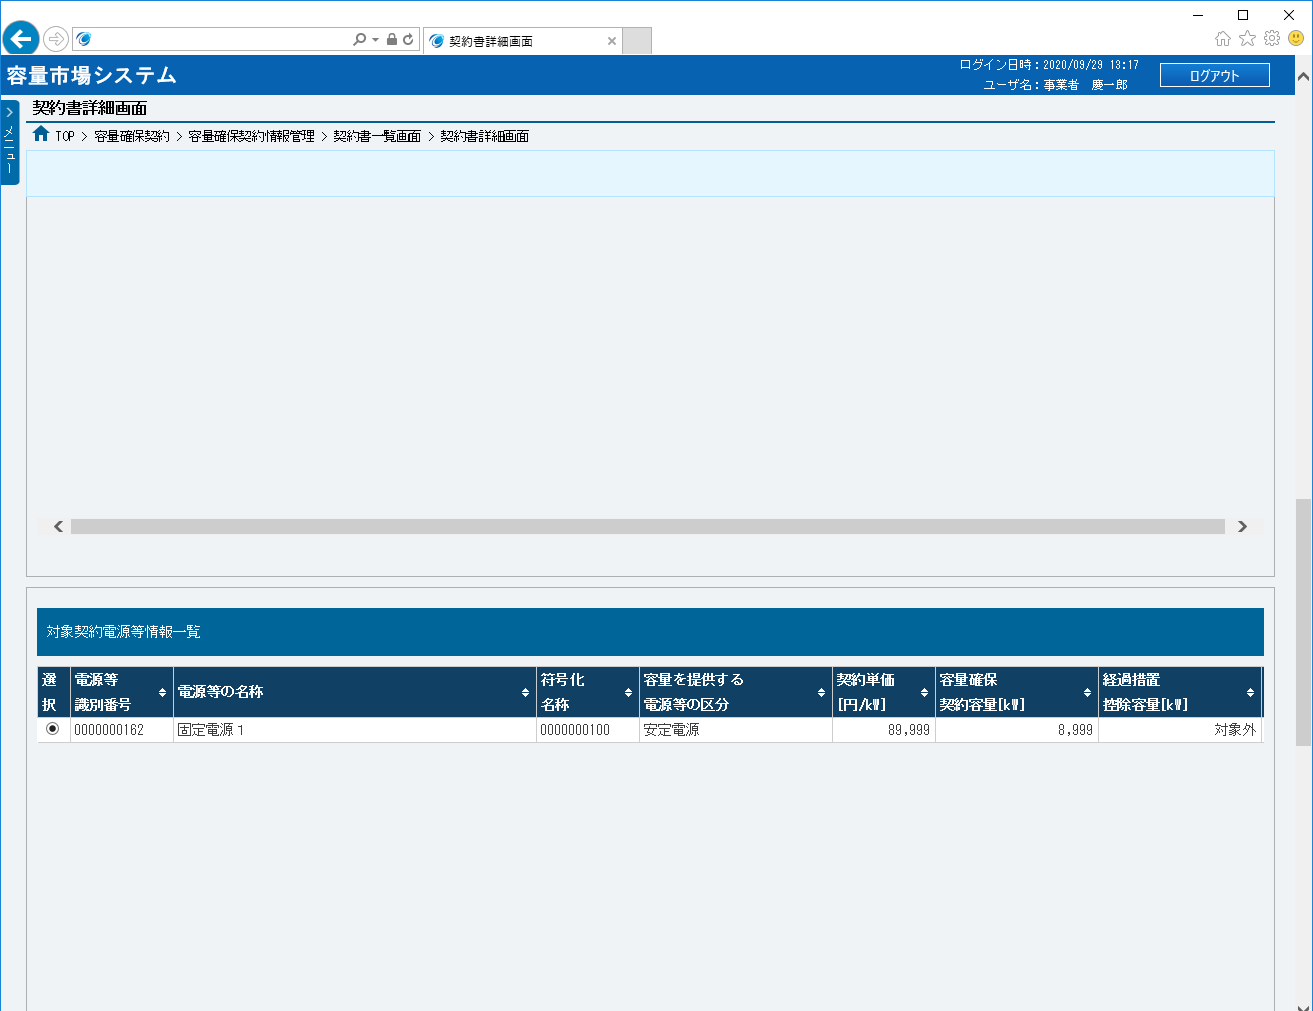 契約書詳細画面
容量市場システム
ログイン日時：2020/09/29 13:17
ユーザ名：事業者　慶一郎
ログアウト
> メニュー
契約書詳細画面
TOP > 容量確保契約 > 容量確保契約情報管理 > 契約書一覧画面 > 契約書詳細画面
対象契約電源等情報一覧
選択 電源等識別番号 電源等の名称 符号化名称 容量を提供する電源等の区分 契約単価[円/kW] 容量確保契約容量[kW] 経過措置控除容量[kW]
0000000162 固定電源１ 0000000100 安定電源 89,999 8,999 対象外